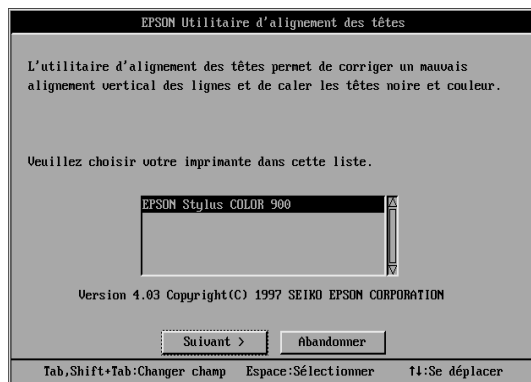 EPSON Utilitaire d'alignement des têtes
L'utilitaire d'alignement des têtes permet de corriger un mauvais
alignement vertical des lignes et de caler les têtes noire et couleur.
Veuillez choisir votre imprimante dans cette liste.
EPSON Stylus COLOR 900
Version 4.03 Copyright(C) 1997 SEIKO EPSON CORPORATION
Suivant > Abandonner
Tab,Shift+Tab:Changer champ Espace:Sélectionner ↑↓:Se déplacer